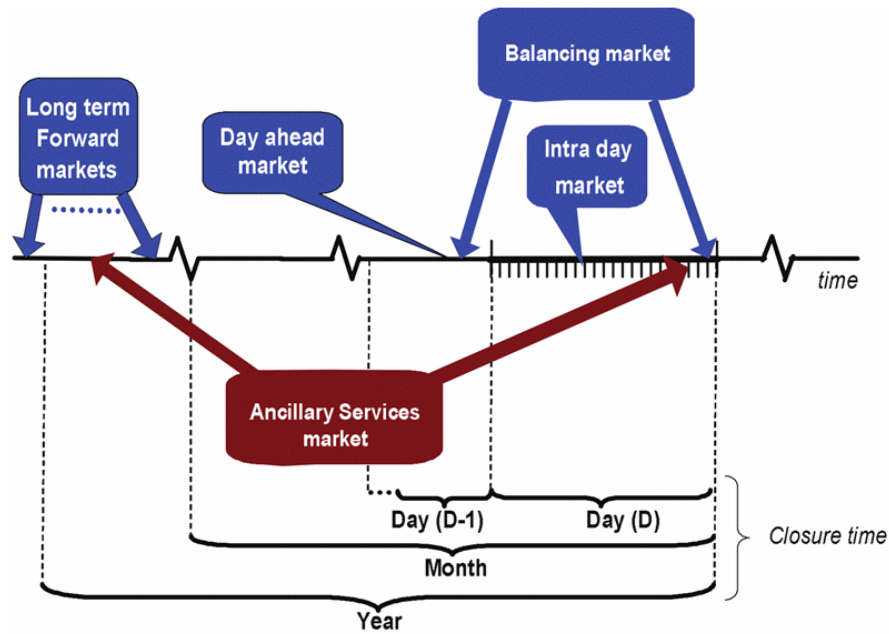 Balancing market
Long term
Forward
markets
Day ahead
market
Intra day
market
time
Ancillary Services
market
Day (D-1)
Day (D)
Closure time
Month
Year